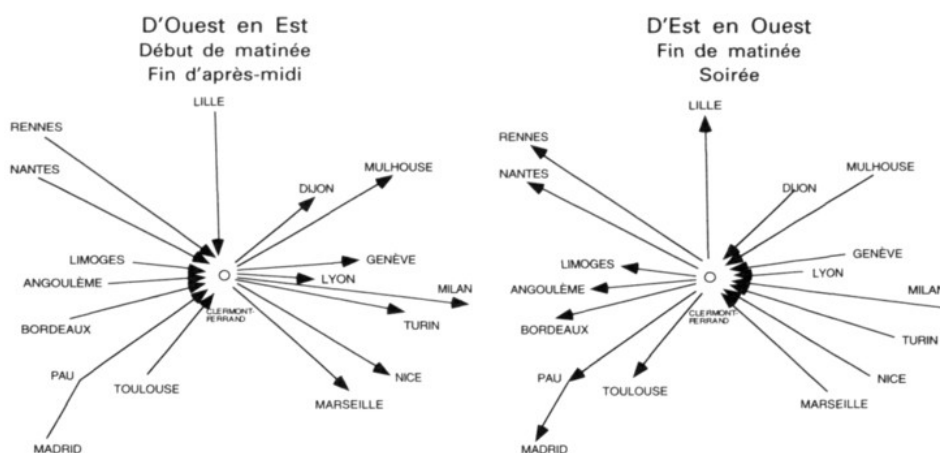 D'Ouest en Est
Début de matinée
Fin d'après-midi
LILLE
RENNES
NANTES
MULHOUSE
DIJON
LIMOGES
GENÈVE
ANGOULÊME
LYON
MILAN
CLERMONT-
FERRAND
BORDEAUX
TURIN
PAU
TOULOUSE
NICE
MARSEILLE
MADRID
D'Est en Ouest
Fin de matinée
Soirée
LILLE
RENNES
NANTES
MULHOUSE
DIJON
GENÈVE
LIMOGES
LYON
ANGOULÊME
MILAN
CLERMONT-
FERRAND
BORDEAUX
TURIN
PAU
TOULOUSE
NICE
MARSEILLE
MADRID